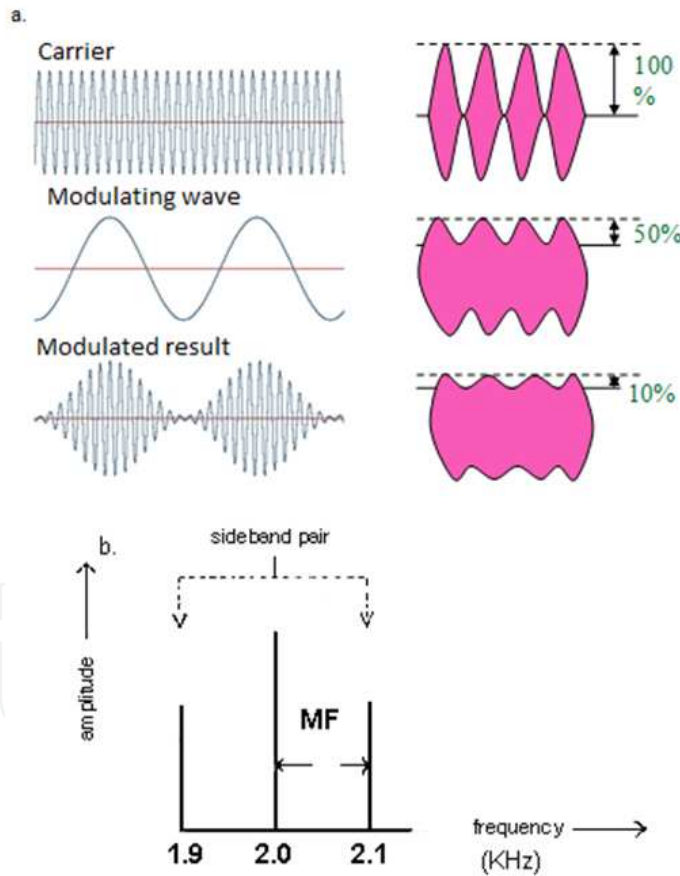 a.
Carrier
Modulating wave
Modulated result
100
%
50%
10%
b.
sideband pair
amplitude
MF
1.9 2.0 2.1
frequency
(KHz)